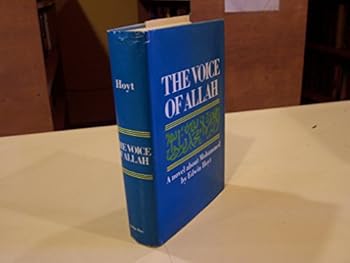 Hoyt
THE VOICE
OF ALLAH
THE VOICE
OF ALLAH
A novel about Mohammed
by Edwin Hoyt